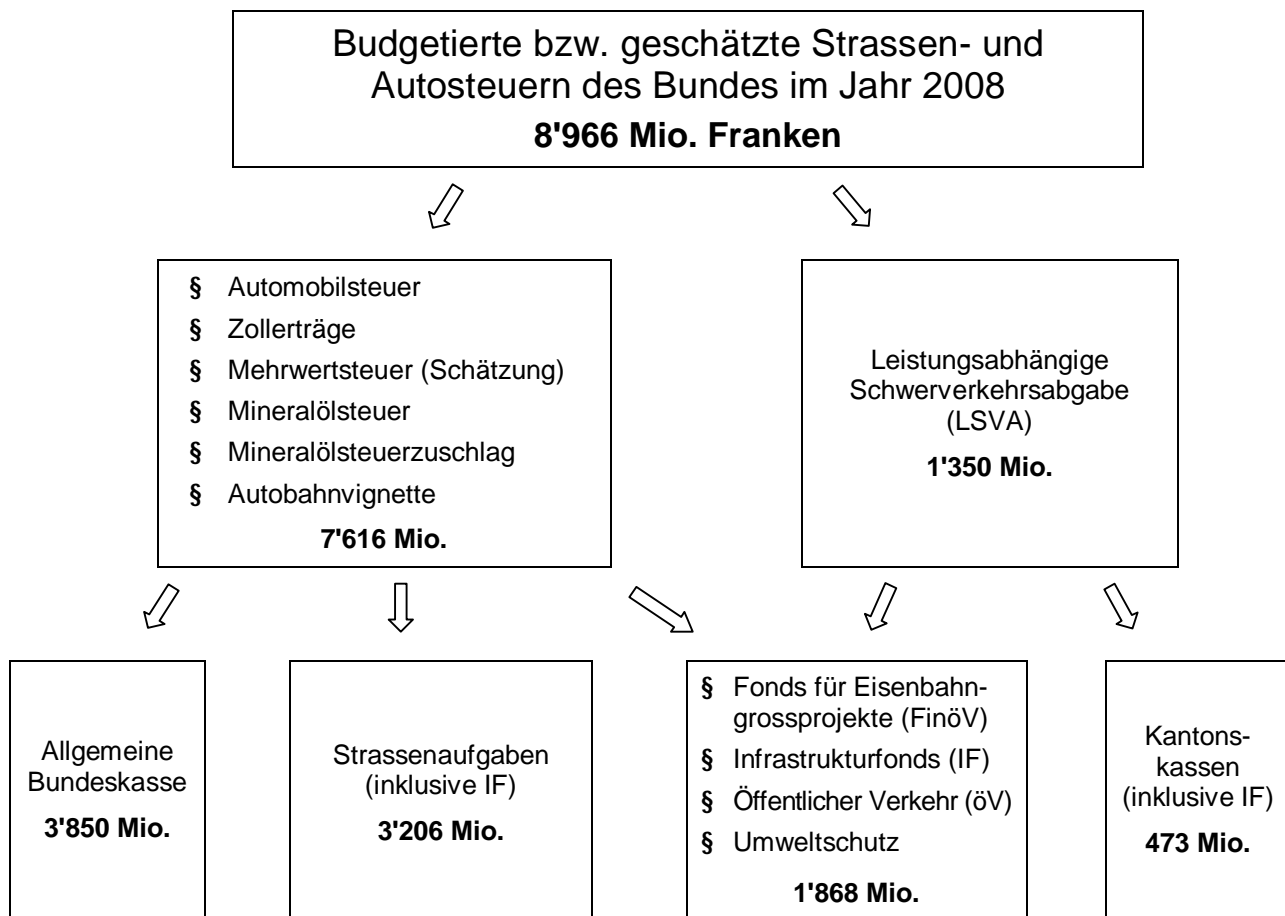 Budgetierte bzw. geschätzte Strassen- und
Autosteuern des Bundes im Jahr 2008
8'966 Mio. Franken
§ Automobilsteuer
§ Zollerträge
§ Mehrwertsteuer (Schätzung)
§ Mineralölsteuer
§ Mineralölsteuerzuschlag
§ Autobahnvignette
7'616 Mio.
Leistungsabhängige
Schwerverkehrsabgabe
(LSVA)
1'350 Mio.
Allgemeine
Bundeskasse
3'850 Mio.
Strassenaufgaben
(inklusive IF)
3'206 Mio.
§ Fonds für Eisenbahn-
grossprojekte (FinöV)
§ Infrastrukturfonds (IF)
§ Öffentlicher Verkehr (öV)
§ Umweltschutz
1'868 Mio.
Kantons-
kassen
(inklusive IF)
473 Mio.